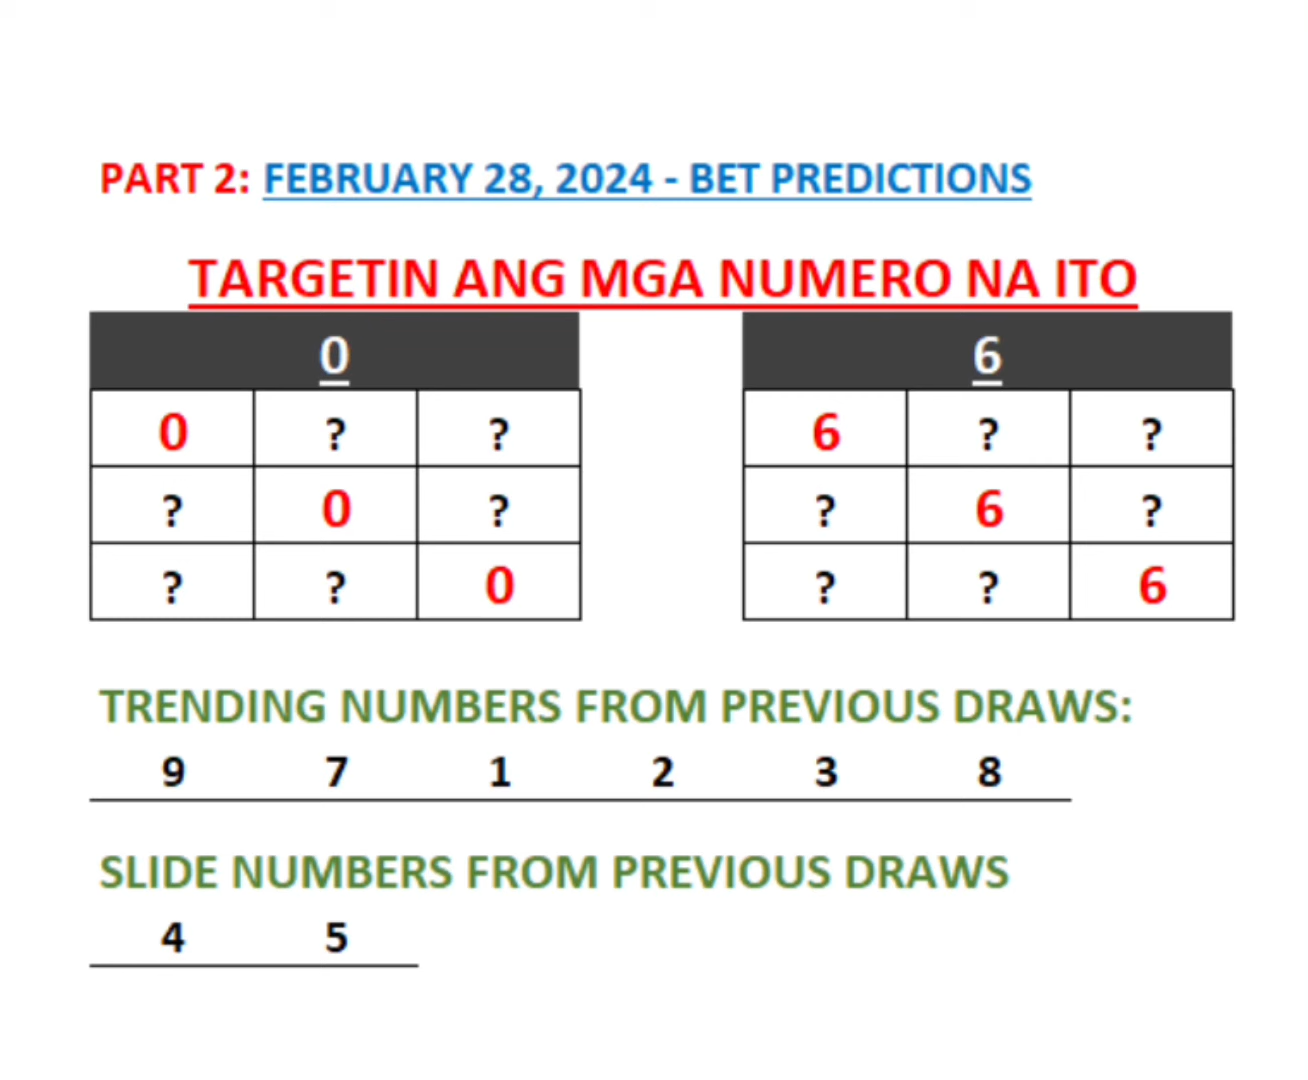 PART 2: FEBRUARY 28, 2024 - BET PREDICTIONS
TARGETIN ANG MGA NUMERO NA ITO
0 6
0 ? ? 6 ? ?
? 0 ? ? 6 ?
? ? 0 ? ? 6
TRENDING NUMBERS FROM PREVIOUS DRAWS:
9 7 1 2 3 8
SLIDE NUMBERS FROM PREVIOUS DRAWS
4 5